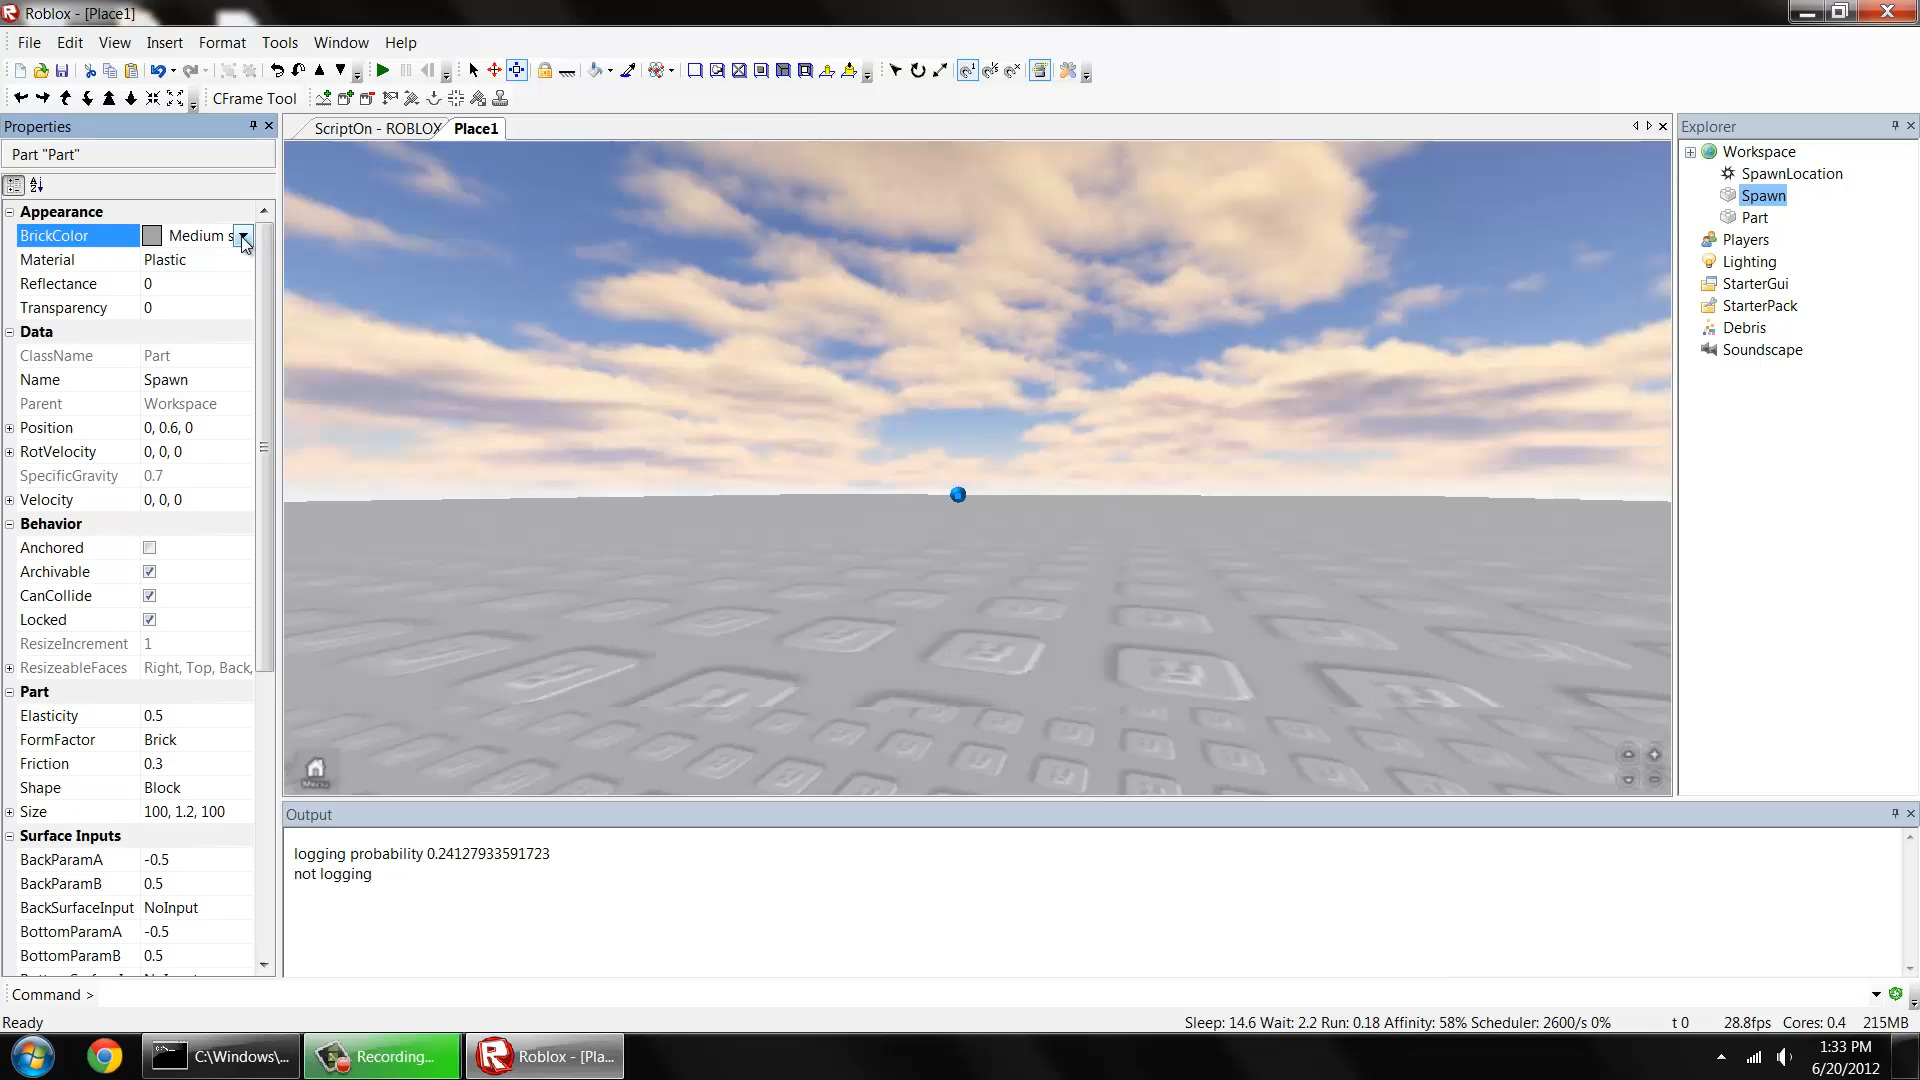 Roblox - [Place1]
File Edit View Insert Format Tools Window Help
CFrame Tool
Properties
Part "Part"
Appearance
BrickColor Medium s
Material Plastic
Reflectance 0
Transparency 0
Data
ClassName Part
Name Spawn
Parent Workspace
Position 0, 0.6, 0
RotVelocity 0, 0, 0
SpecificGravity 0.7
Velocity 0, 0, 0
Behavior
Anchored
Archivable
CanCollide
Locked
ResizeIncrement 1
ResizeableFaces Right, Top, Back,
Part
Elasticity 0.5
FormFactor Brick
Friction 0.3
Shape Block
Size 100, 1.2, 100
Surface Inputs
BackParamA -0.5
BackParamB 0.5
BackSurfaceInput NoInput
BottomParamA -0.5
BottomParamB 0.5
ScriptOn - ROBLOX Place1
Menu
Explorer
Workspace
SpawnLocation
Spawn
Part
Players
Lighting
StarterGui
StarterPack
Debris
Soundscape
Output
logging probability 0.24127933591723
not logging
Command >
Ready
Sleep: 14.6 Wait: 2.2 Run: 0.18 Affinity: 58% Scheduler: 2600/s 0% t 0 28.8fps Cores: 0.4 215MB
C:\Windows\... Recording... Roblox - [Pla...
1:33 PM
6/20/2012